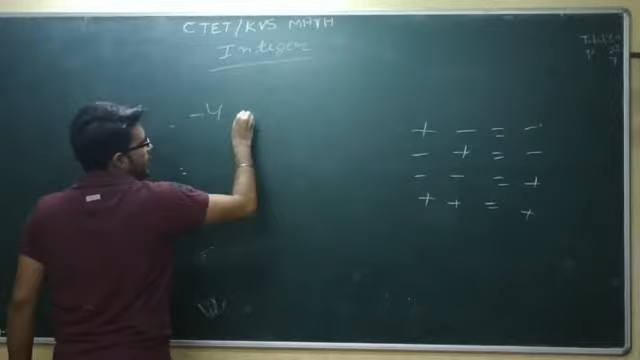 CTET/KVS MATH
Integer
-4
+ - = -
- + = -
- - = +
+ + = +